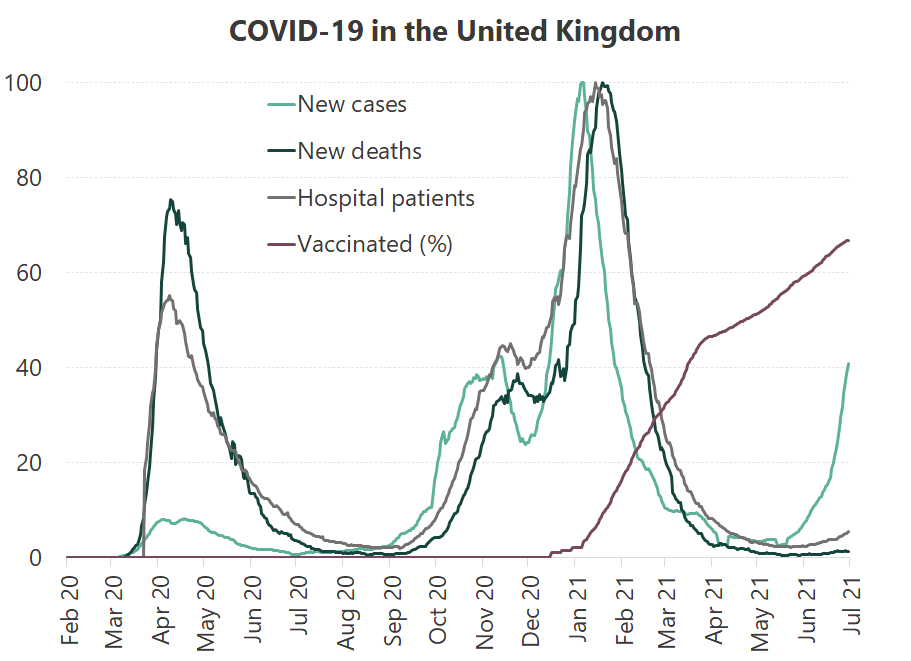 COVID-19 in the United Kingdom
100
80
60
40
20
0
New cases
New deaths
Hospital patients
Vaccinated (%)
Feb 20
Mar 20
Apr 20
May 20
Jun 20
Jul 20
Aug 20
Sep 20
Oct 20
Nov 20
Dec 20
Jan 21
Feb 21
Mar 21
Apr 21
May 21
Jun 21
Jul 21